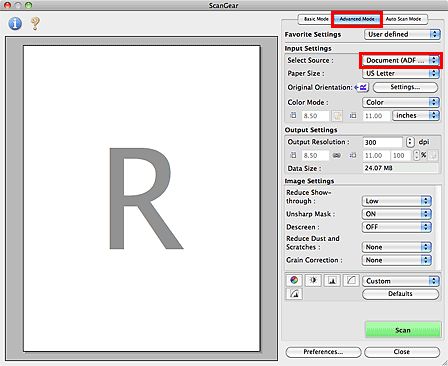 ScanGear
Basic Mode Advanced Mode Auto Scan Mode
Favorite Settings User defined
Input Settings
Select Source : Document (ADF ...
Paper Size : US Letter
Original Orientation: R Settings...
Color Mode : Color
8.50 11.00 inches
Output Settings
Output Resolution : 300 dpi
8.50 11.00 100 %
Data Size : 24.07 MB
Image Settings
Reduce Show-
through : Low
Unsharp Mask : ON
Descreen : OFF
Reduce Dust and
Scratches : None
Grain Correction : None
Custom
Defaults
Scan
Preferences... Close
R